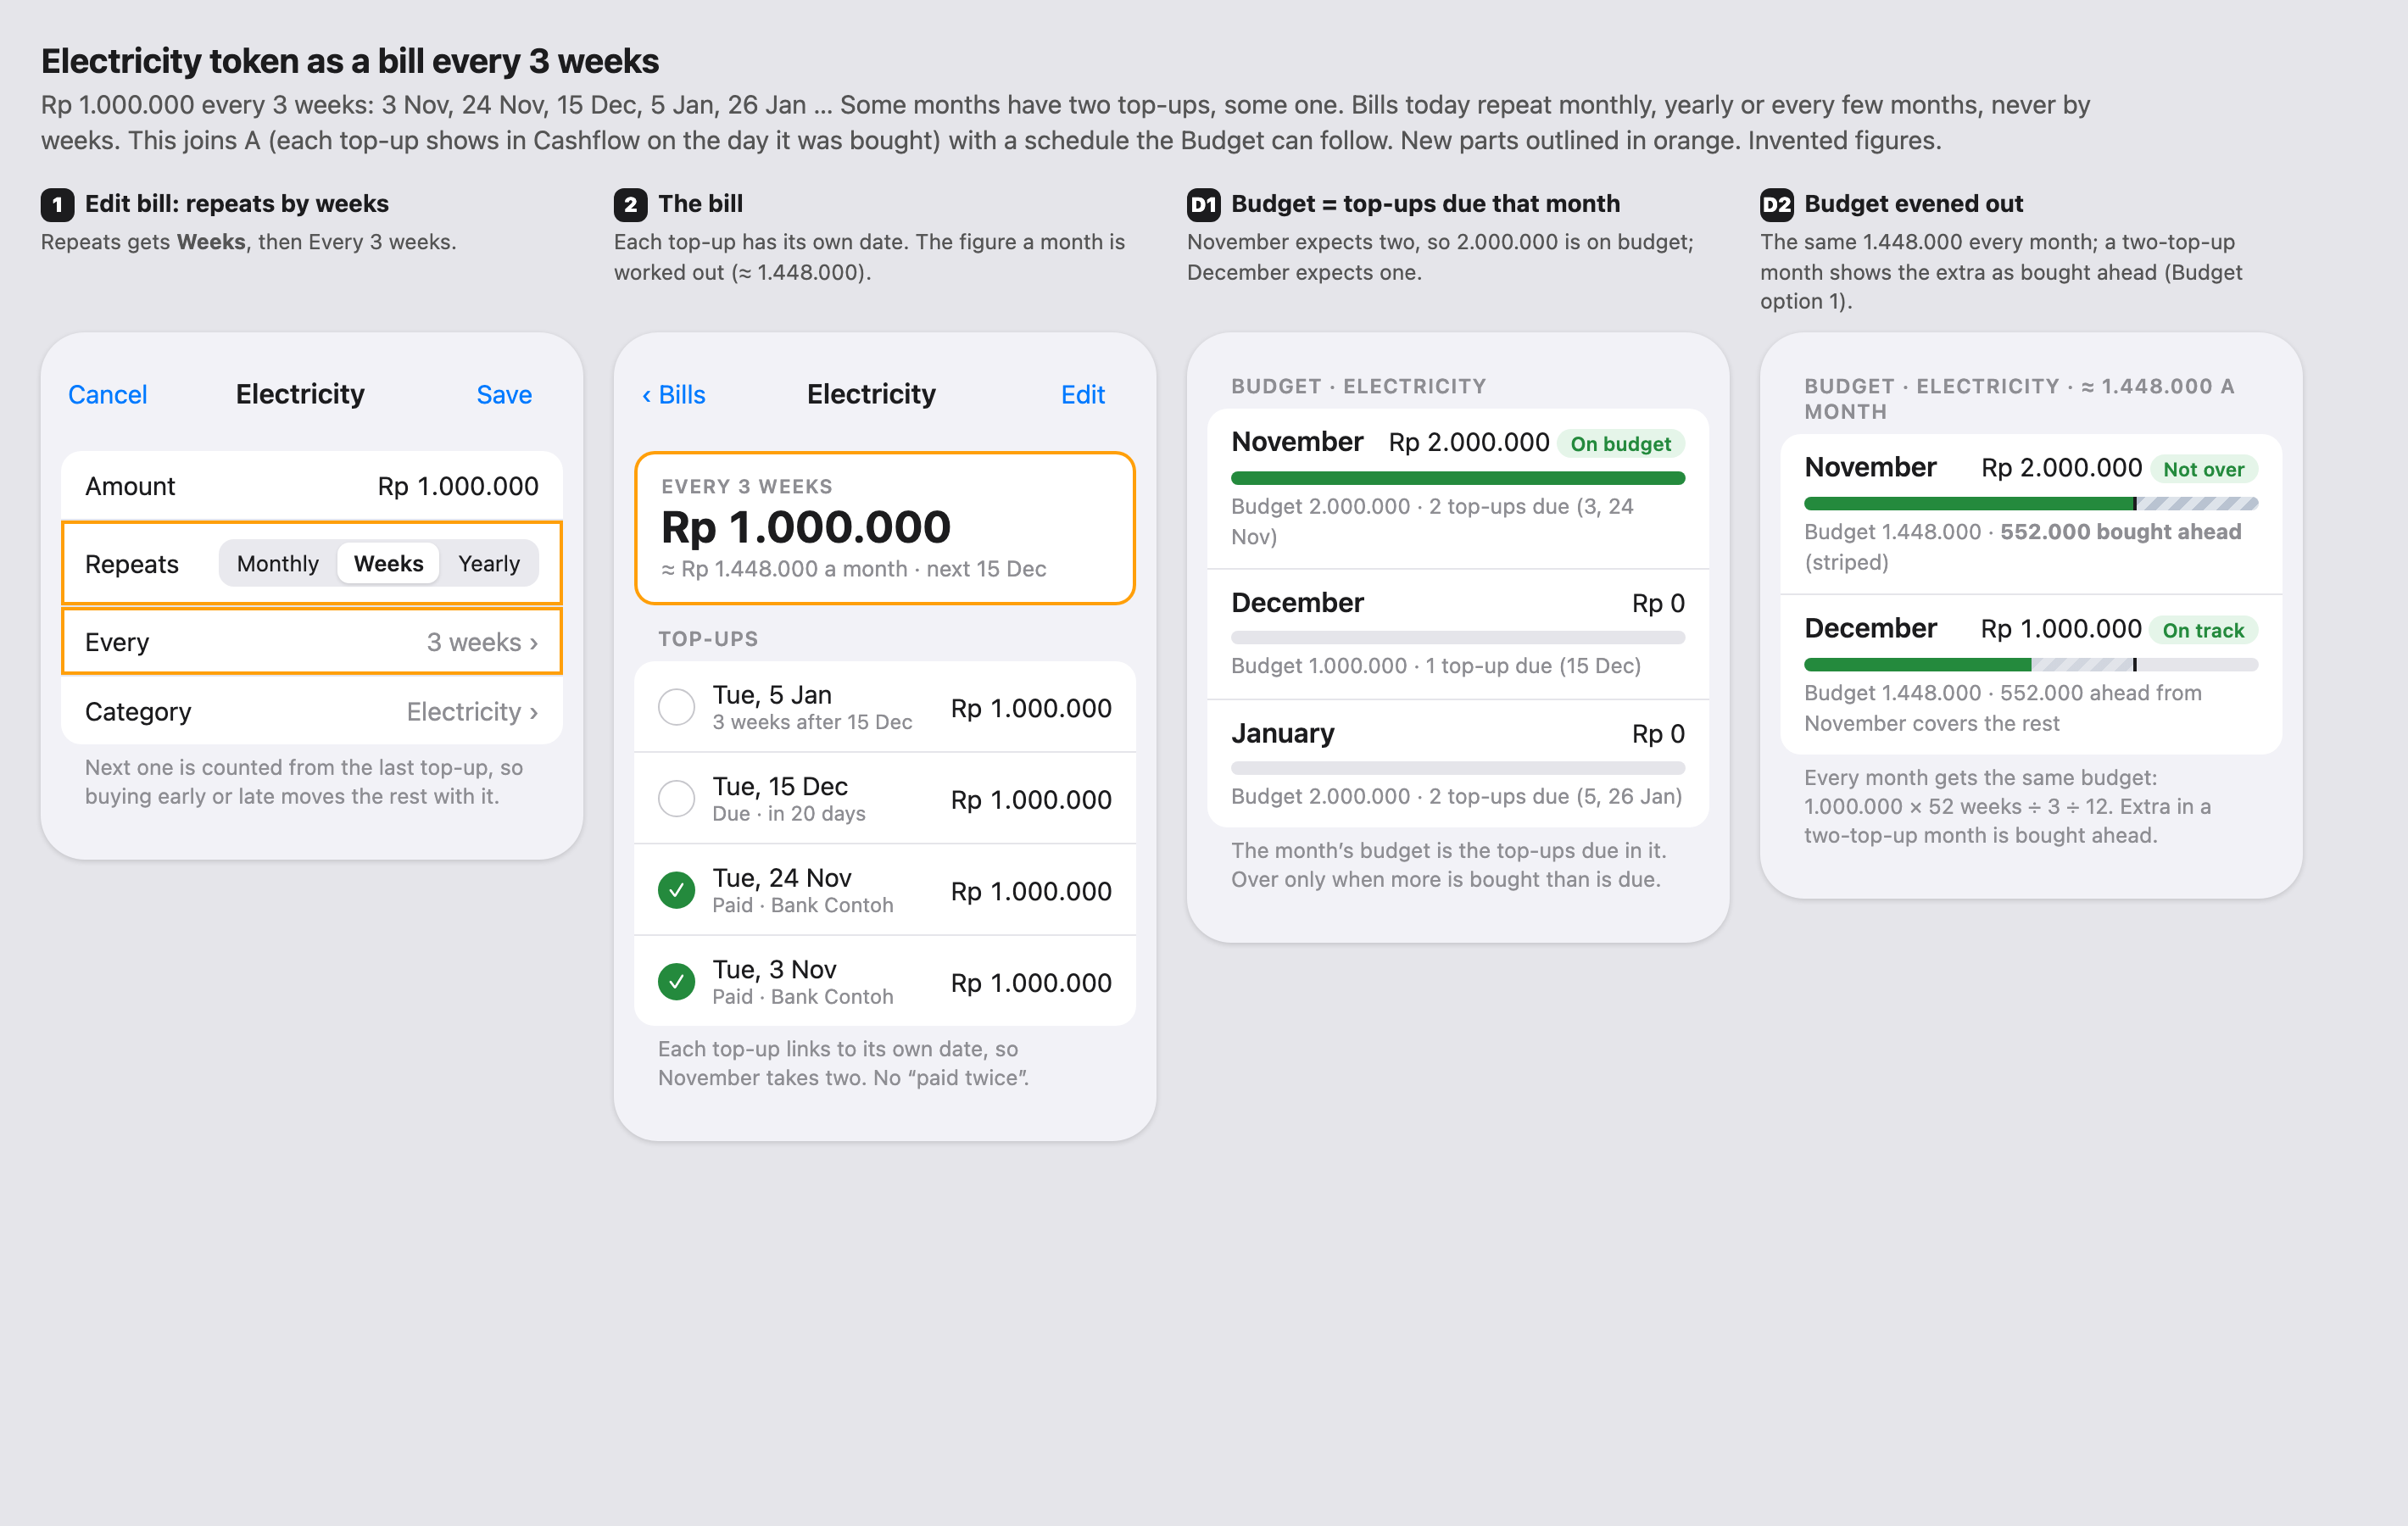 Electricity token as a bill every 3 weeks
Rp 1.000.000 every 3 weeks: 3 Nov, 24 Nov, 15 Dec, 5 Jan, 26 Jan ... Some months have two top-ups, some one. Bills today repeat monthly, yearly or every few months, never by
weeks. This joins A (each top-up shows in Cashflow on the day it was bought) with a schedule the Budget can follow. New parts outlined in orange. Invented figures.
1 Edit bill: repeats by weeks
Repeats gets Weeks, then Every 3 weeks.
Cancel Electricity Save
Amount Rp 1.000.000
Repeats Monthly Weeks Yearly
Every 3 weeks ›
Category Electricity ›
Next one is counted from the last top-up, so
buying early or late moves the rest with it.
2 The bill
Each top-up has its own date. The figure a month is
worked out (≈ 1.448.000).
‹ Bills Electricity Edit
EVERY 3 WEEKS
Rp 1.000.000
≈ Rp 1.448.000 a month · next 15 Dec
TOP-UPS
Tue, 5 Jan Rp 1.000.000
3 weeks after 15 Dec
Tue, 15 Dec Rp 1.000.000
Due · in 20 days
Tue, 24 Nov Rp 1.000.000
Paid · Bank Contoh
Tue, 3 Nov Rp 1.000.000
Paid · Bank Contoh
Each top-up links to its own date, so
November takes two. No “paid twice”.
D1 Budget = top-ups due that month
November expects two, so 2.000.000 is on budget;
December expects one.
BUDGET · ELECTRICITY
November Rp 2.000.000 On budget
Budget 2.000.000 · 2 top-ups due (3, 24
Nov)
December Rp 0
Budget 1.000.000 · 1 top-up due (15 Dec)
January Rp 0
Budget 2.000.000 · 2 top-ups due (5, 26 Jan)
The month’s budget is the top-ups due in it.
Over only when more is bought than is due.
D2 Budget evened out
The same 1.448.000 every month; a two-top-up
month shows the extra as bought ahead (Budget
option 1).
BUDGET · ELECTRICITY · ≈ 1.448.000 A
MONTH
November Rp 2.000.000 Not over
Budget 1.448.000 · 552.000 bought ahead
(striped)
December Rp 1.000.000 On track
Budget 1.448.000 · 552.000 ahead from
November covers the rest
Every month gets the same budget:
1.000.000 × 52 weeks ÷ 3 ÷ 12. Extra in a
two-top-up month is bought ahead.